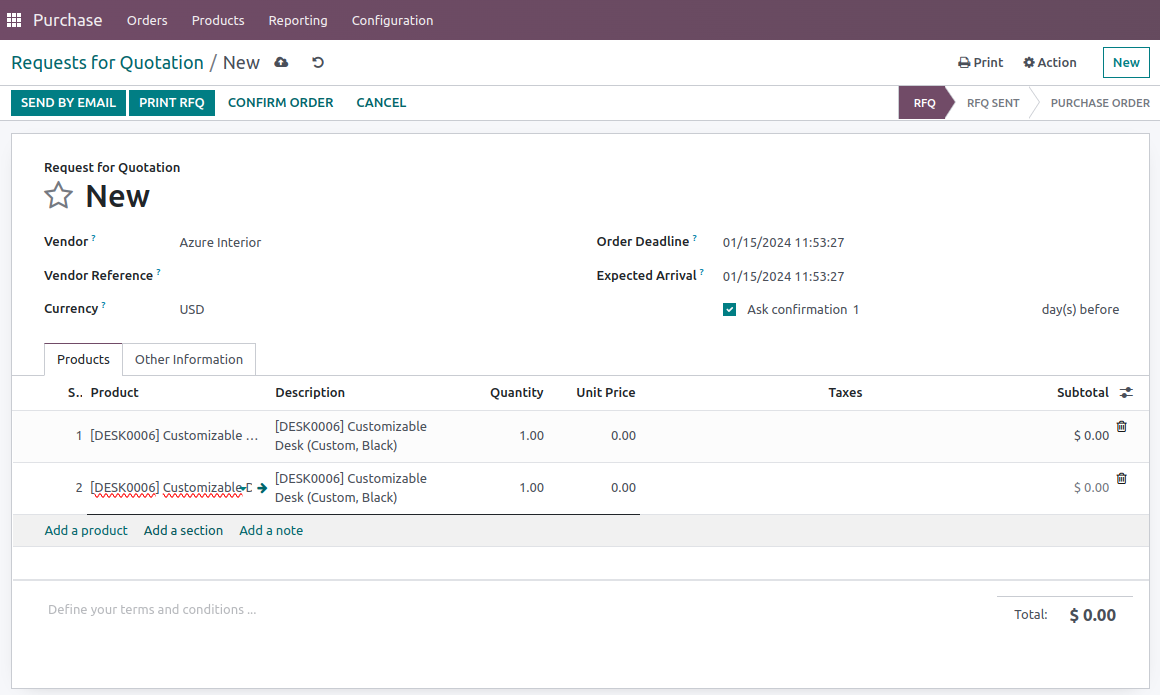 Purchase Orders Products Reporting Configuration
Requests for Quotation / New Print Action New
SEND BY EMAIL PRINT RFQ CONFIRM ORDER CANCEL RFQ RFQ SENT PURCHASE ORDER
Request for Quotation
New
Vendor ? Azure Interior Order Deadline ? 01/15/2024 11:53:27
Vendor Reference ? Expected Arrival ? 01/15/2024 11:53:27
Currency ? USD Ask confirmation 1 day(s) before
Products Other Information
S.. Product Description Quantity Unit Price Taxes Subtotal
1 [DESK0006] Customizable ... [DESK0006] Customizable Desk (Custom, Black) 1.00 0.00 $ 0.00
2 [DESK0006] Customizable D [DESK0006] Customizable Desk (Custom, Black) 1.00 0.00 $ 0.00
Add a product Add a section Add a note
Define your terms and conditions ...
Total: $ 0.00